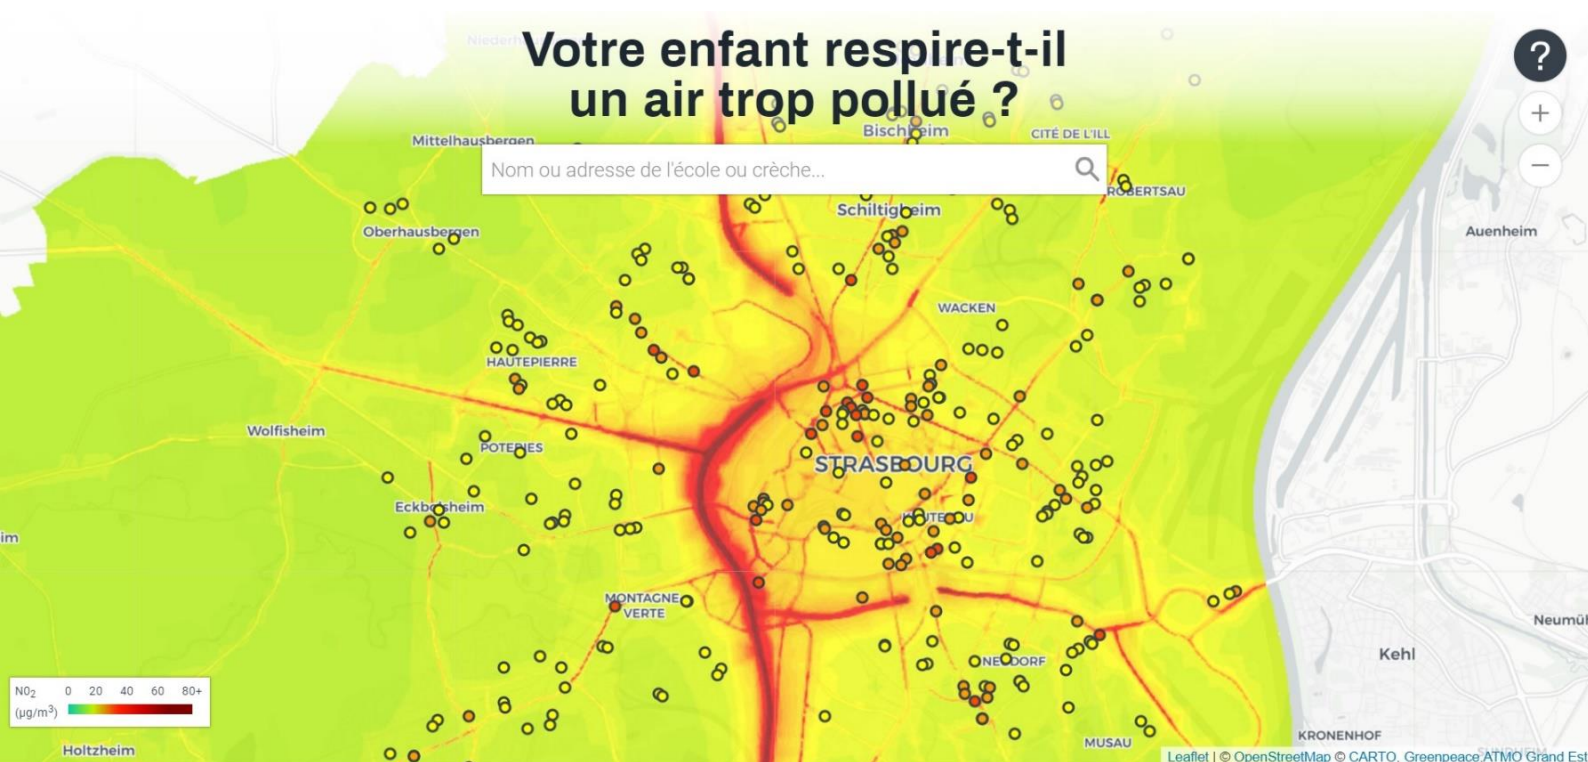 Votre enfant respire-t-il
un air trop pollué ?
?
+
−
Nom ou adresse de l'école ou crèche...
Mittelhausbergen
Bischheim
CITÉ DE L'ILL
ROBERTSAU
Oberhausbergen
Schiltigheim
Auenheim
WACKEN
HAUTEPIERRE
Wolfisheim
POTERIES
STRASBOURG
Eckbolsheim
im
MONTAGNE
VERTE
NEUDORF
Kehl
MUSAU
KRONENHOF
Holtzheim
NO₂
(µg/m³)
0 20 40 60 80+
Leaflet | © OpenStreetMap © CARTO, Greenpeace,ATMO Grand Est